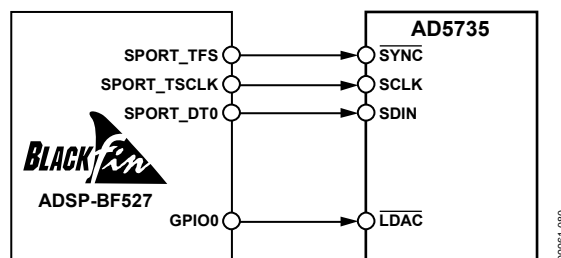 AD5735
SPORT_TFS
SYNC
SPORT_TSCLK
SCLK
SPORT_DT0
SDIN
BLACKfin
ADSP-BF527
GPIO0
LDAC